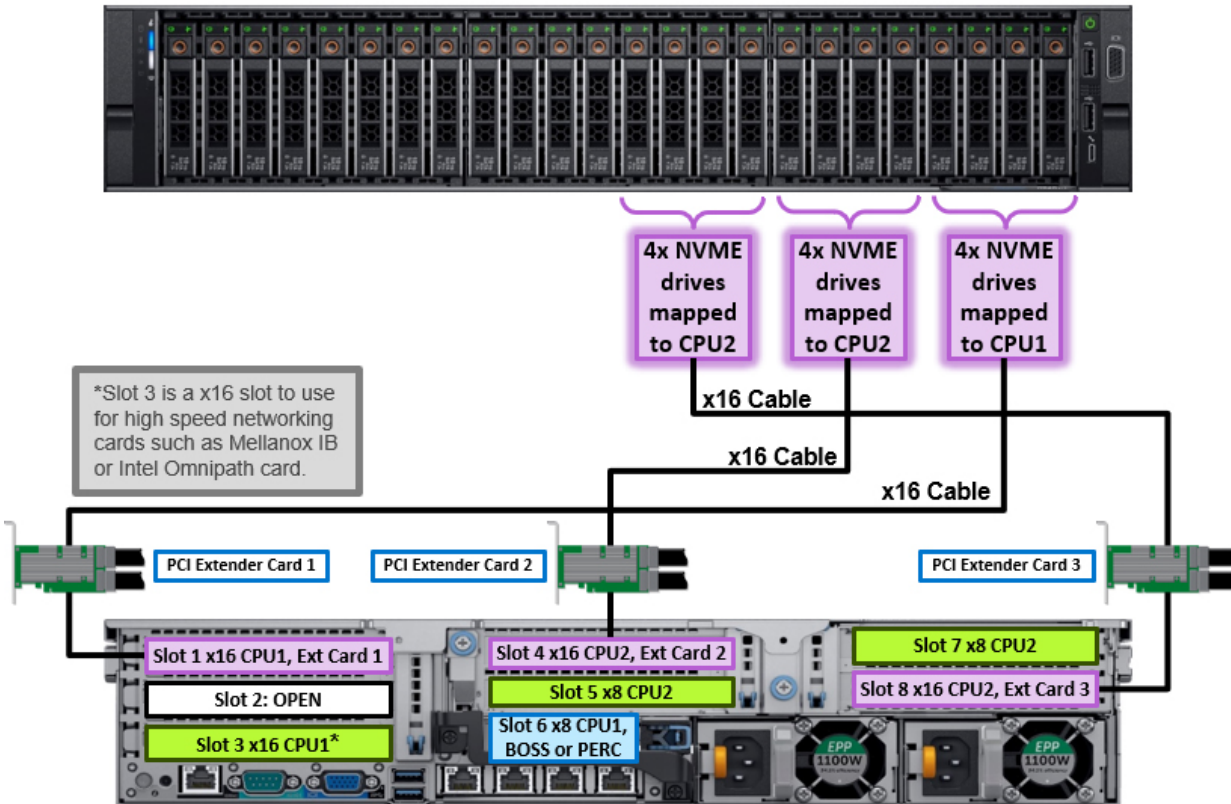 4x NVME
drives
mapped
to CPU2
4x NVME
drives
mapped
to CPU2
4x NVME
drives
mapped
to CPU1
*Slot 3 is a x16 slot to use
for high speed networking
cards such as Mellanox IB
or Intel Omnipath card.
x16 Cable
x16 Cable
x16 Cable
PCI Extender Card 1
PCI Extender Card 2
PCI Extender Card 3
Slot 1 x16 CPU1, Ext Card 1
Slot 2: OPEN
Slot 3 x16 CPU1*
Slot 4 x16 CPU2, Ext Card 2
Slot 5 x8 CPU2
Slot 6 x8 CPU1,
BOSS or PERC
Slot 7 x8 CPU2
Slot 8 x16 CPU2, Ext Card 3
EPP
1100W
EPP
1100W